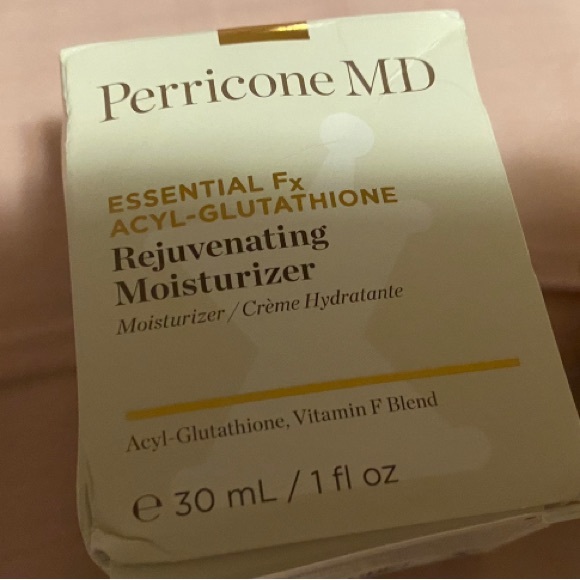 Perricone MD
ESSENTIAL Fx
ACYL-GLUTATHIONE
Rejuvenating
Moisturizer
Moisturizer / Crème Hydratante
Acyl-Glutathione, Vitamin F Blend
℮ 30 mL / 1 fl oz